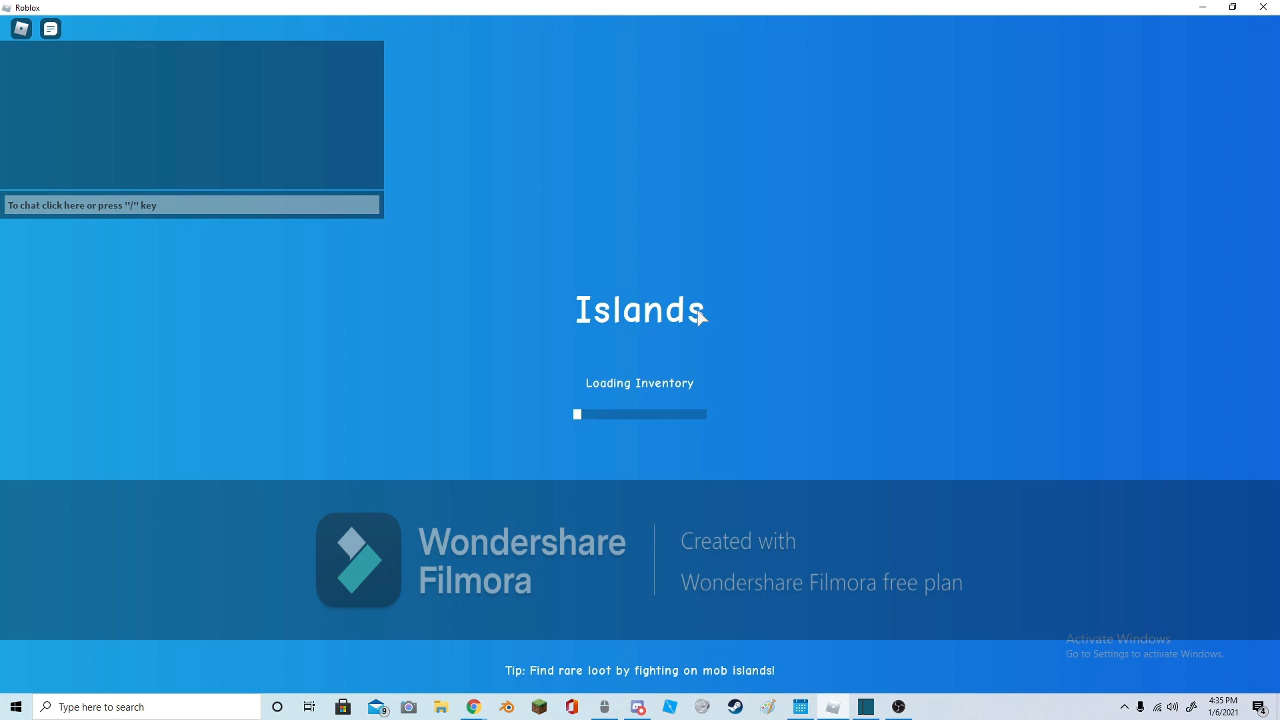 Roblox
To chat click here or press "/" key
Islands
Loading Inventory
Wondershare
Filmora
Created with
Wondershare Filmora free plan
Activate Windows
Go to Settings to activate Windows.
Tip: Find rare loot by fighting on mob islands!
Type here to search
9
4:35 PM
1/6/2021
4